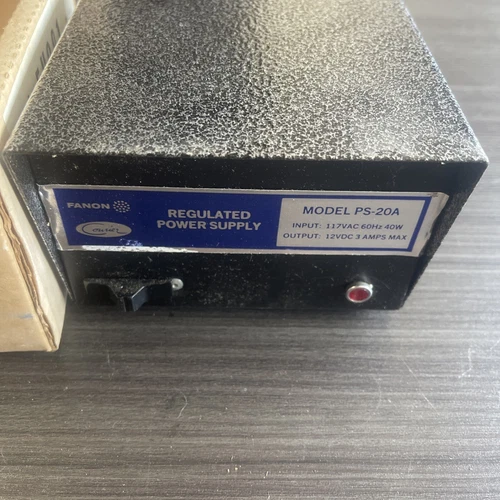 FANON
REGULATED
POWER SUPPLY
MODEL PS-20A
INPUT: 117VAC 60Hz 40W
OUTPUT: 12VDC 3 AMPS MAX